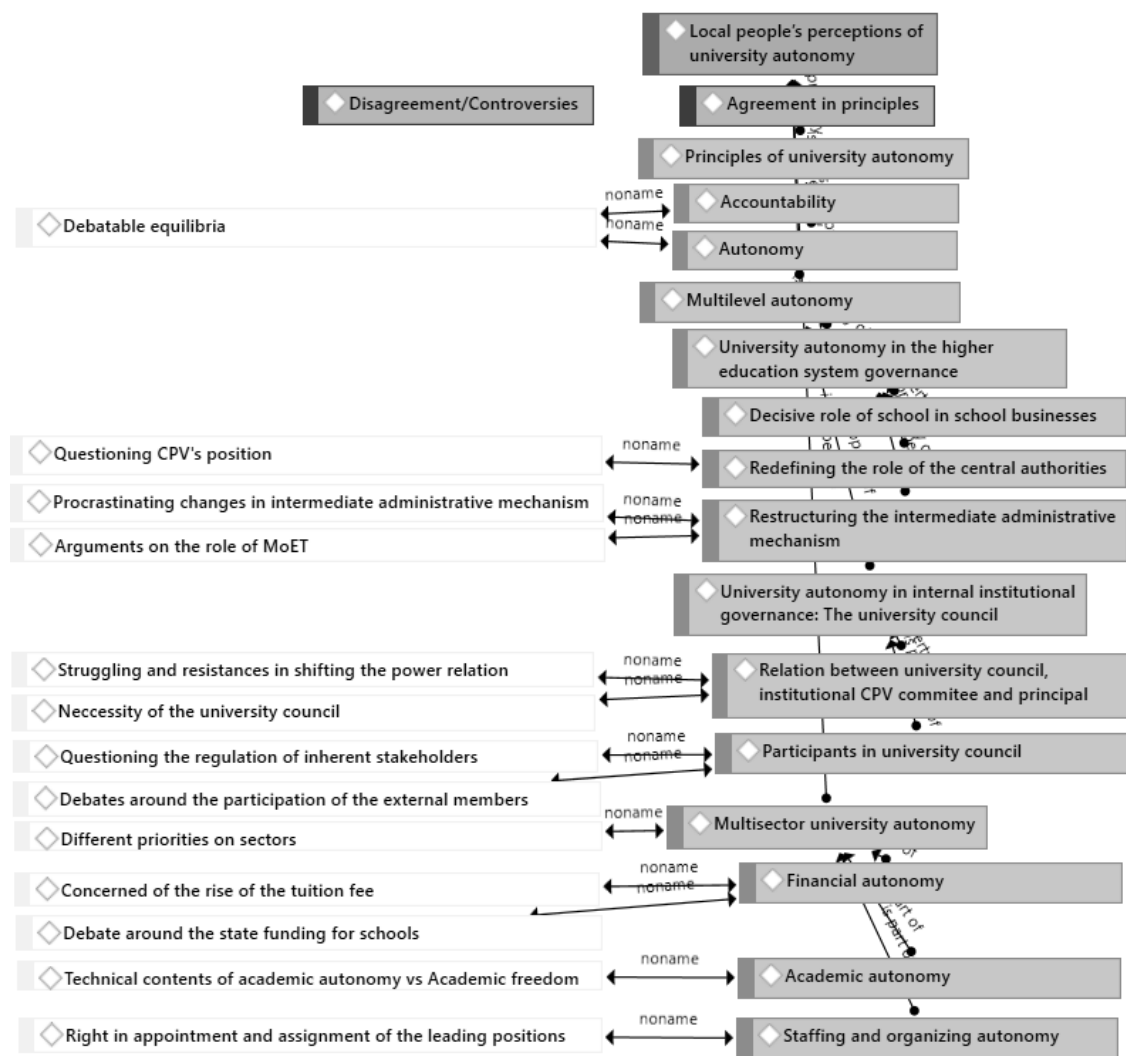 Local people's perceptions of
university autonomy
Disagreement/Controversies
Agreement in principles
Principles of university autonomy
noname
Accountability
Debatable equilibria
noname
Autonomy
Multilevel autonomy
University autonomy in the higher
education system governance
Decisive role of school in school businesses
Questioning CPV's position
noname
Redefining the role of the central authorities
Procrastinating changes in intermediate administrative mechanism
noname
noname
Restructuring the intermediate administrative
mechanism
Arguments on the role of MoET
University autonomy in internal institutional
governance: The university council
Struggling and resistances in shifting the power relation
noname
noname
Relation between university council,
institutional CPV commitee and principal
Neccessity of the university council
Questioning the regulation of inherent stakeholders
noname
noname
Participants in university council
Debates around the participation of the external members
noname
Multisector university autonomy
Different priorities on sectors
of
Concerned of the rise of the tuition fee
noname
noname
Financial autonomy
part of
is part
Debate around the state funding for schools
Technical contents of academic autonomy vs Academic freedom
noname
Academic autonomy
Right in appointment and assignment of the leading positions
noname
Staffing and organizing autonomy